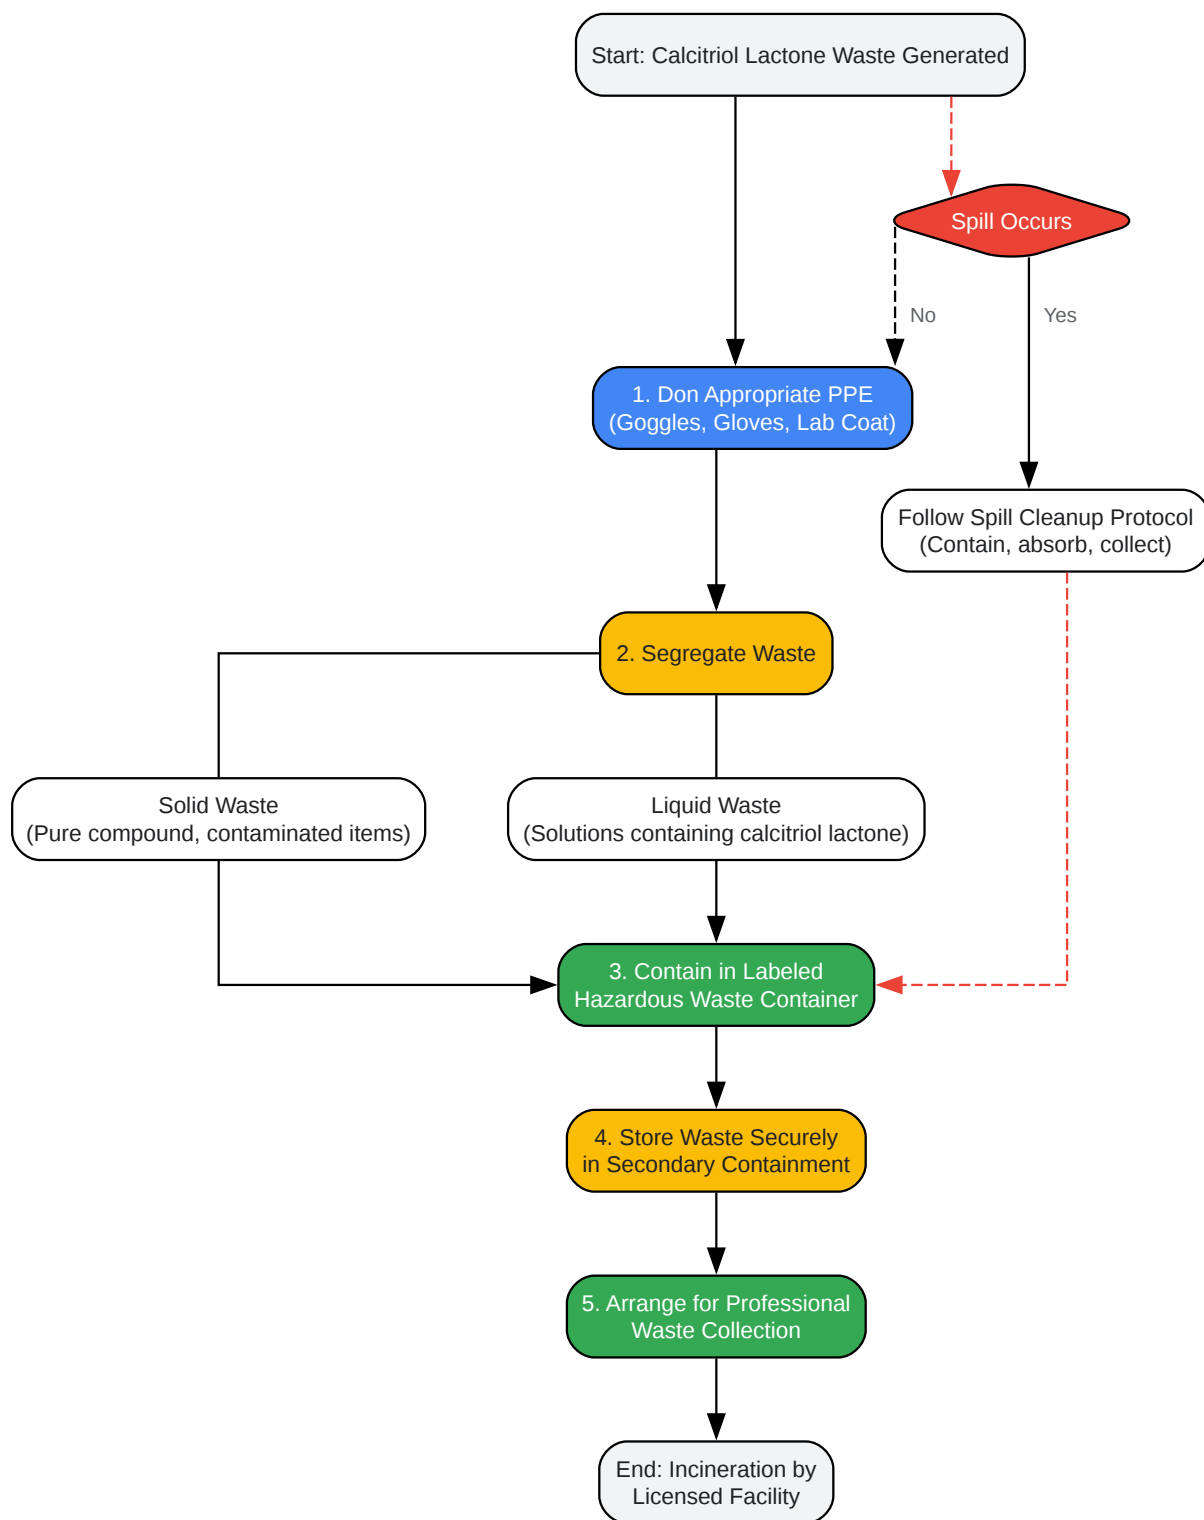 Start: Calcitriol Lactone Waste Generated
Spill Occurs
No
Yes
1. Don Appropriate PPE
(Goggles, Gloves, Lab Coat)
Follow Spill Cleanup Protocol
(Contain, absorb, collect)
2. Segregate Waste
Solid Waste
(Pure compound, contaminated items)
Liquid Waste
(Solutions containing calcitriol lactone)
3. Contain in Labeled
Hazardous Waste Container
4. Store Waste Securely
in Secondary Containment
5. Arrange for Professional
Waste Collection
End: Incineration by
Licensed Facility